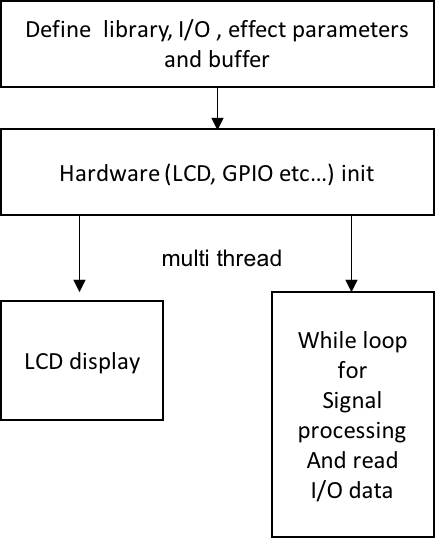 Define library, I/O , effect parameters
and buffer
Hardware (LCD, GPIO etc...) init
multi thread
LCD display
While loop
for
Signal
processing
And read
I/O data